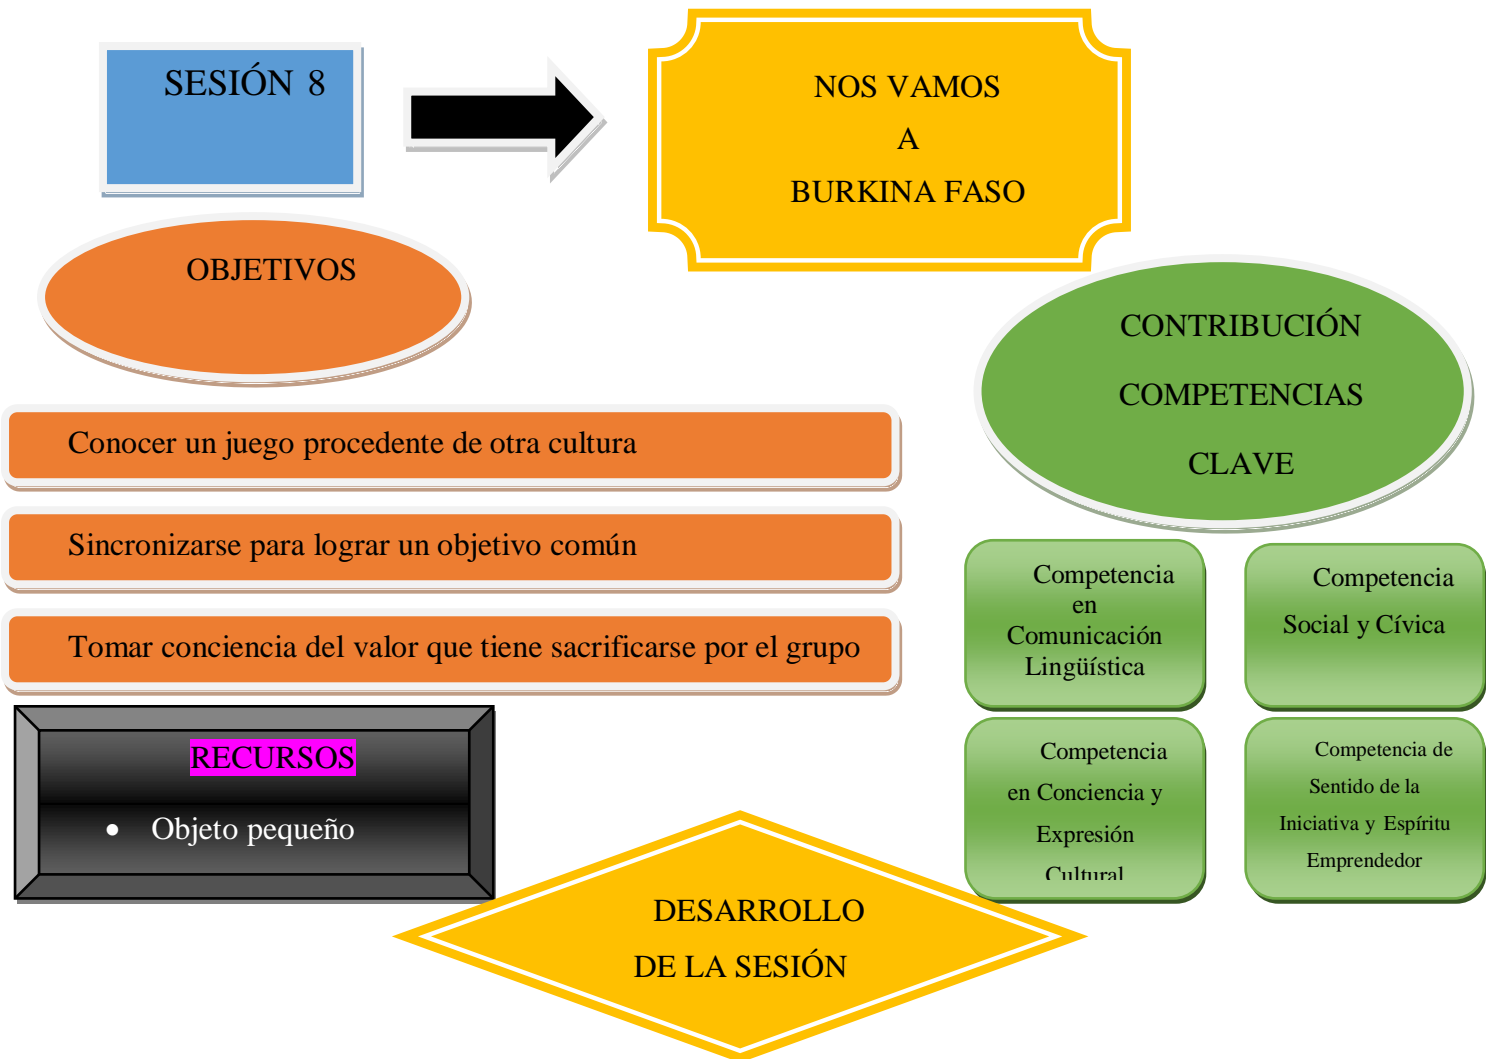 SESIÓN 8
NOS VAMOS
A
BURKINA FASO
OBJETIVOS
Conocer un juego procedente de otra cultura
Sincronizarse para lograr un objetivo común
Tomar conciencia del valor que tiene sacrificarse por el grupo
CONTRIBUCIÓN
COMPETENCIAS
CLAVE
Competencia
en
Comunicación
Lingüística
Competencia
Social y Cívica
Competencia
en Conciencia y
Expresión
Cultural
Competencia de
Sentido de la
Iniciativa y Espíritu
Emprendedor
RECURSOS
• Objeto pequeño
DESARROLLO
DE LA SESIÓN